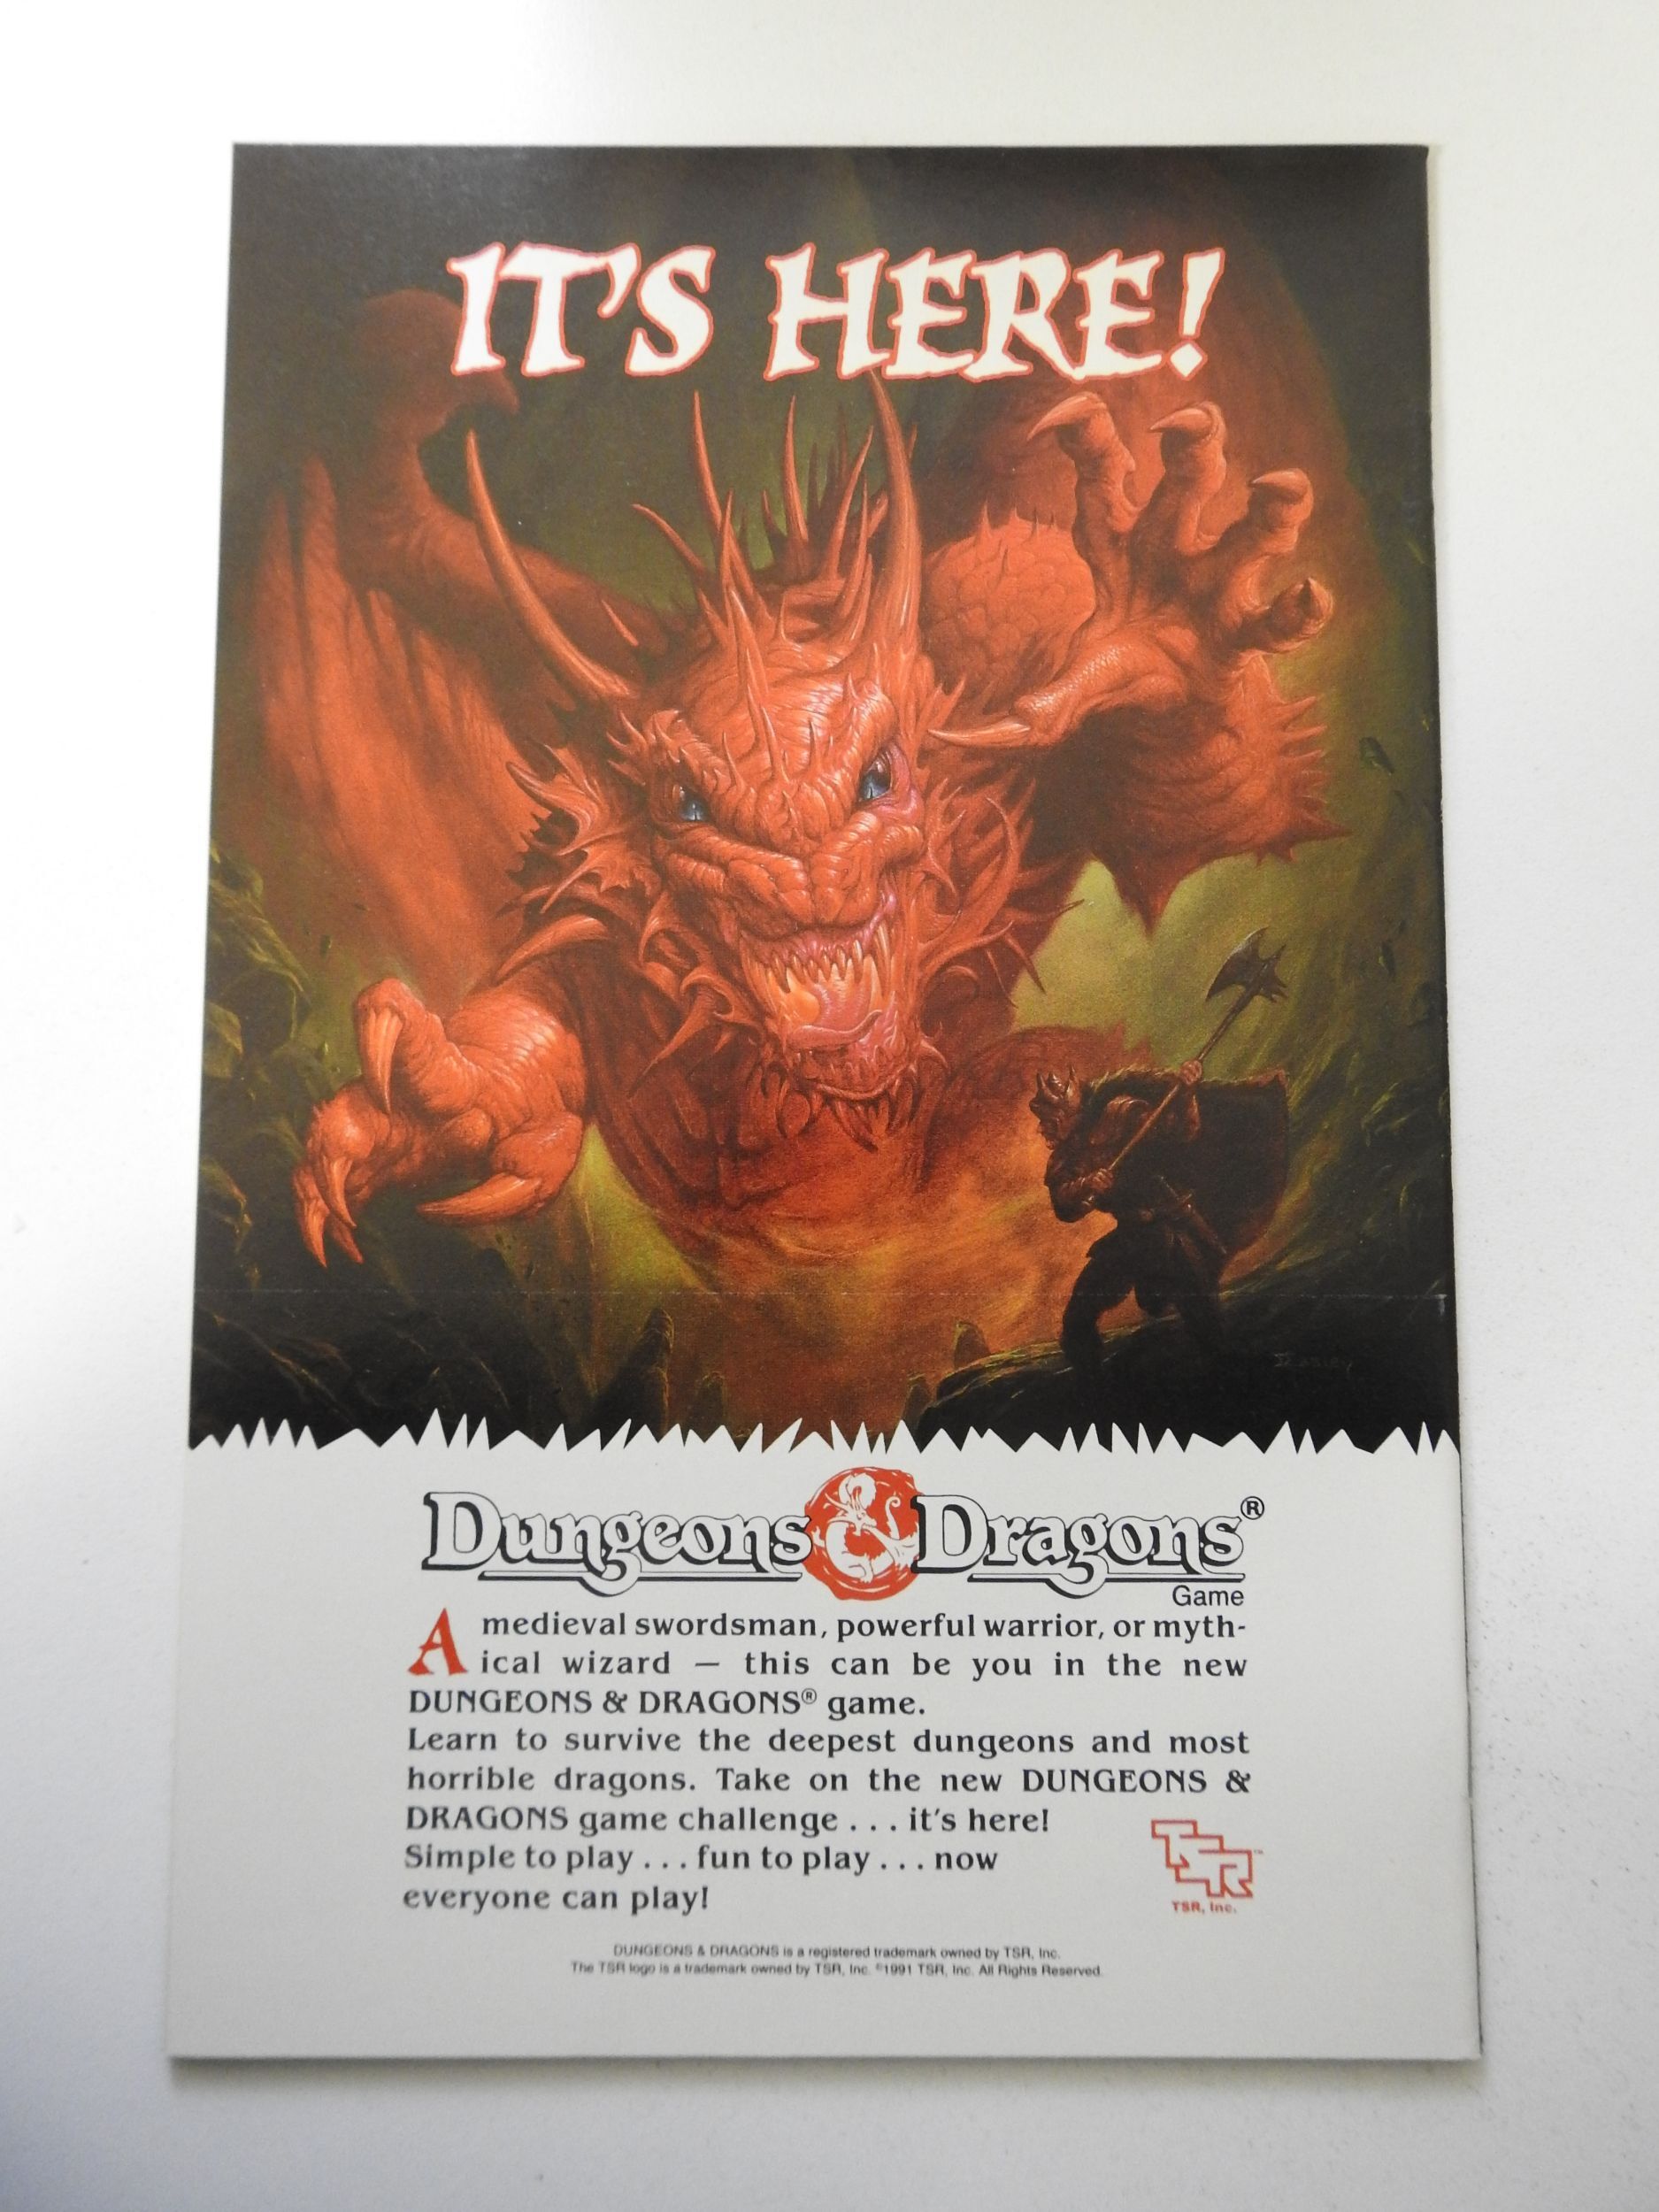 IT'S HERE!
Dungeons & Dragons®
Game
A medieval swordsman, powerful warrior, or myth-
ical wizard — this can be you in the new
DUNGEONS & DRAGONS® game.
Learn to survive the deepest dungeons and most
horrible dragons. Take on the new DUNGEONS &
DRAGONS game challenge . . . it's here!
Simple to play . . . fun to play . . . now
everyone can play!
TSR™
TSR, Inc.
DUNGEONS & DRAGONS is a registered trademark owned by TSR, Inc.
The TSR logo is a trademark owned by TSR, Inc. ©1991 TSR, Inc. All Rights Reserved.